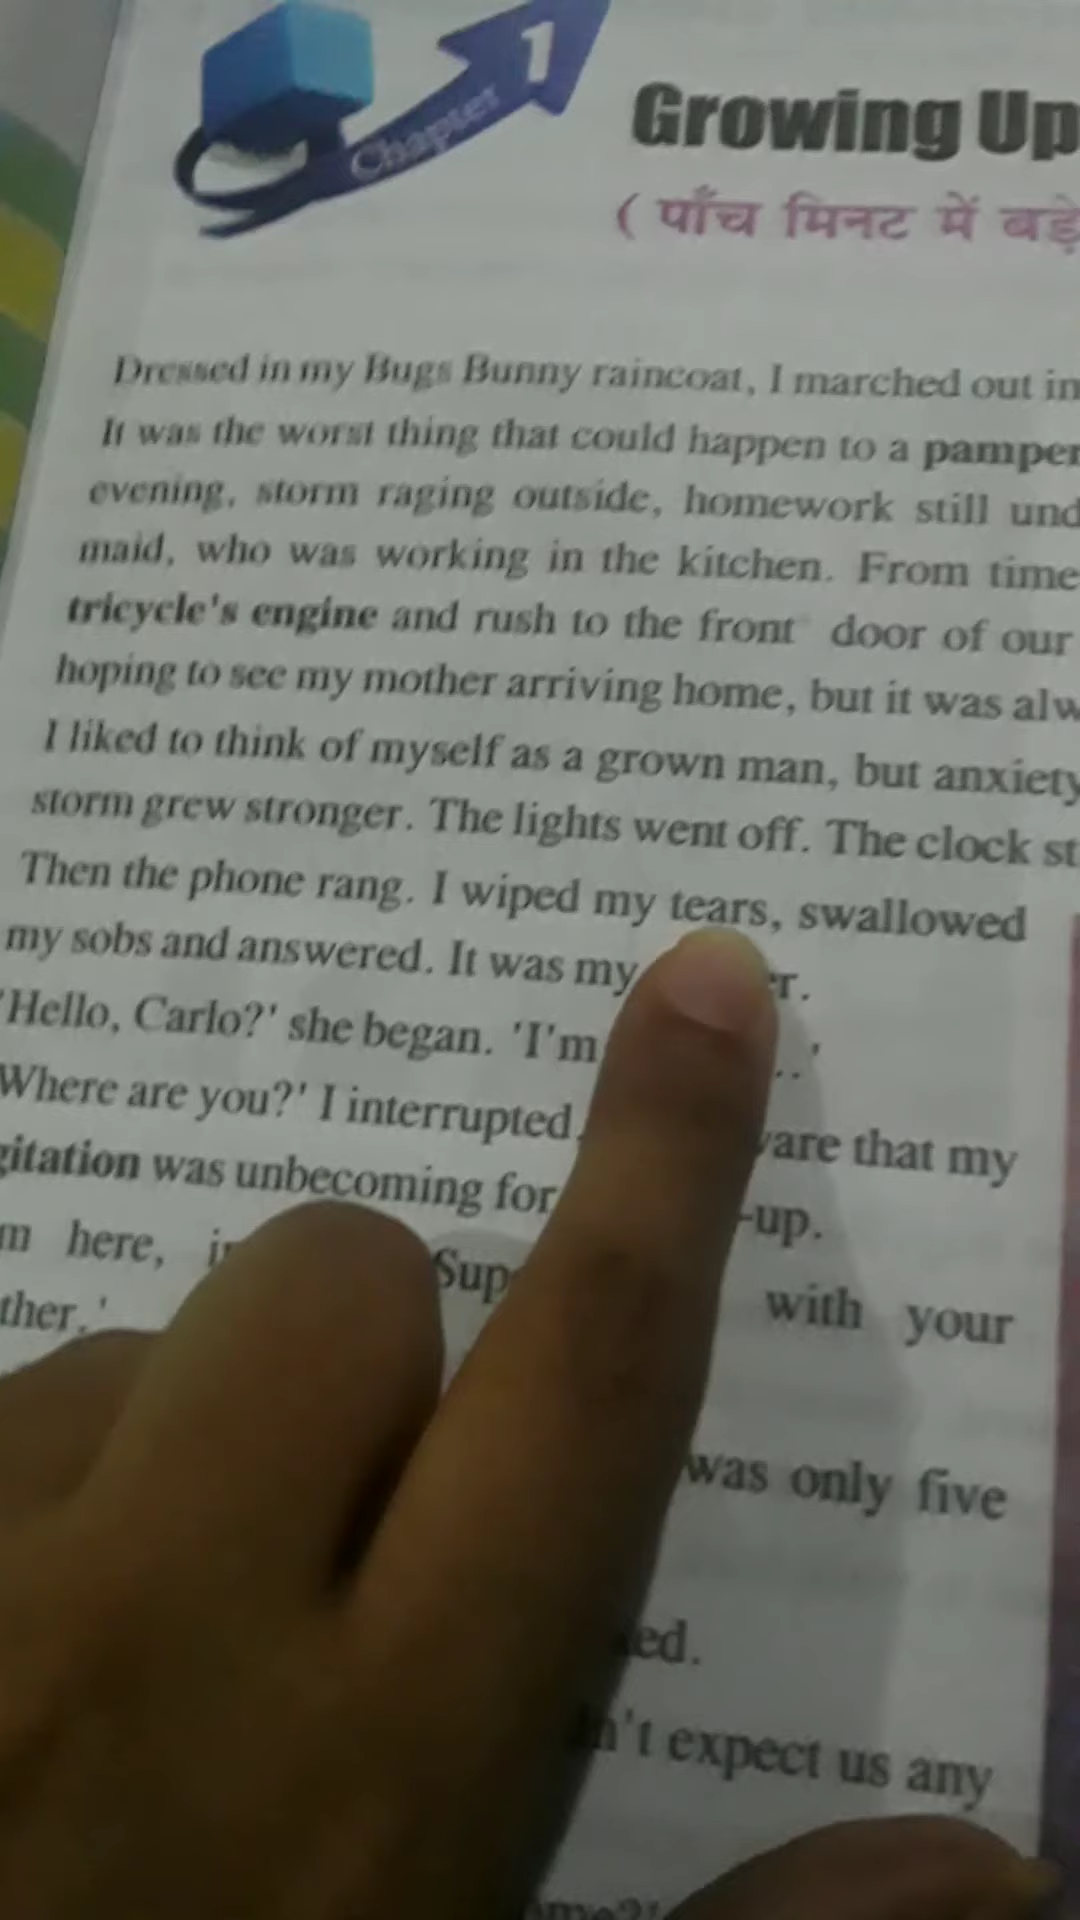 Chapter 1
Growing Up
( पाँच मिनट में बड़े
Dressed in my Bugs Bunny raincoat, I marched out in
It was the worst thing that could happen to a pamper
evening, storm raging outside, homework still und
maid, who was working in the kitchen. From time
tricycle's engine and rush to the front door of our
hoping to see my mother arriving home, but it was alw
I liked to think of myself as a grown man, but anxiety
storm grew stronger. The lights went off. The clock st
Then the phone rang. I wiped my tears, swallowed
my sobs and answered. It was my er.
'Hello, Carlo?' she began. 'I'm ..'
Where are you?' I interrupted. ware that my
gitation was unbecoming for -up.
m here, Sup with your
ther.'
was only five
ed.
n't expect us any